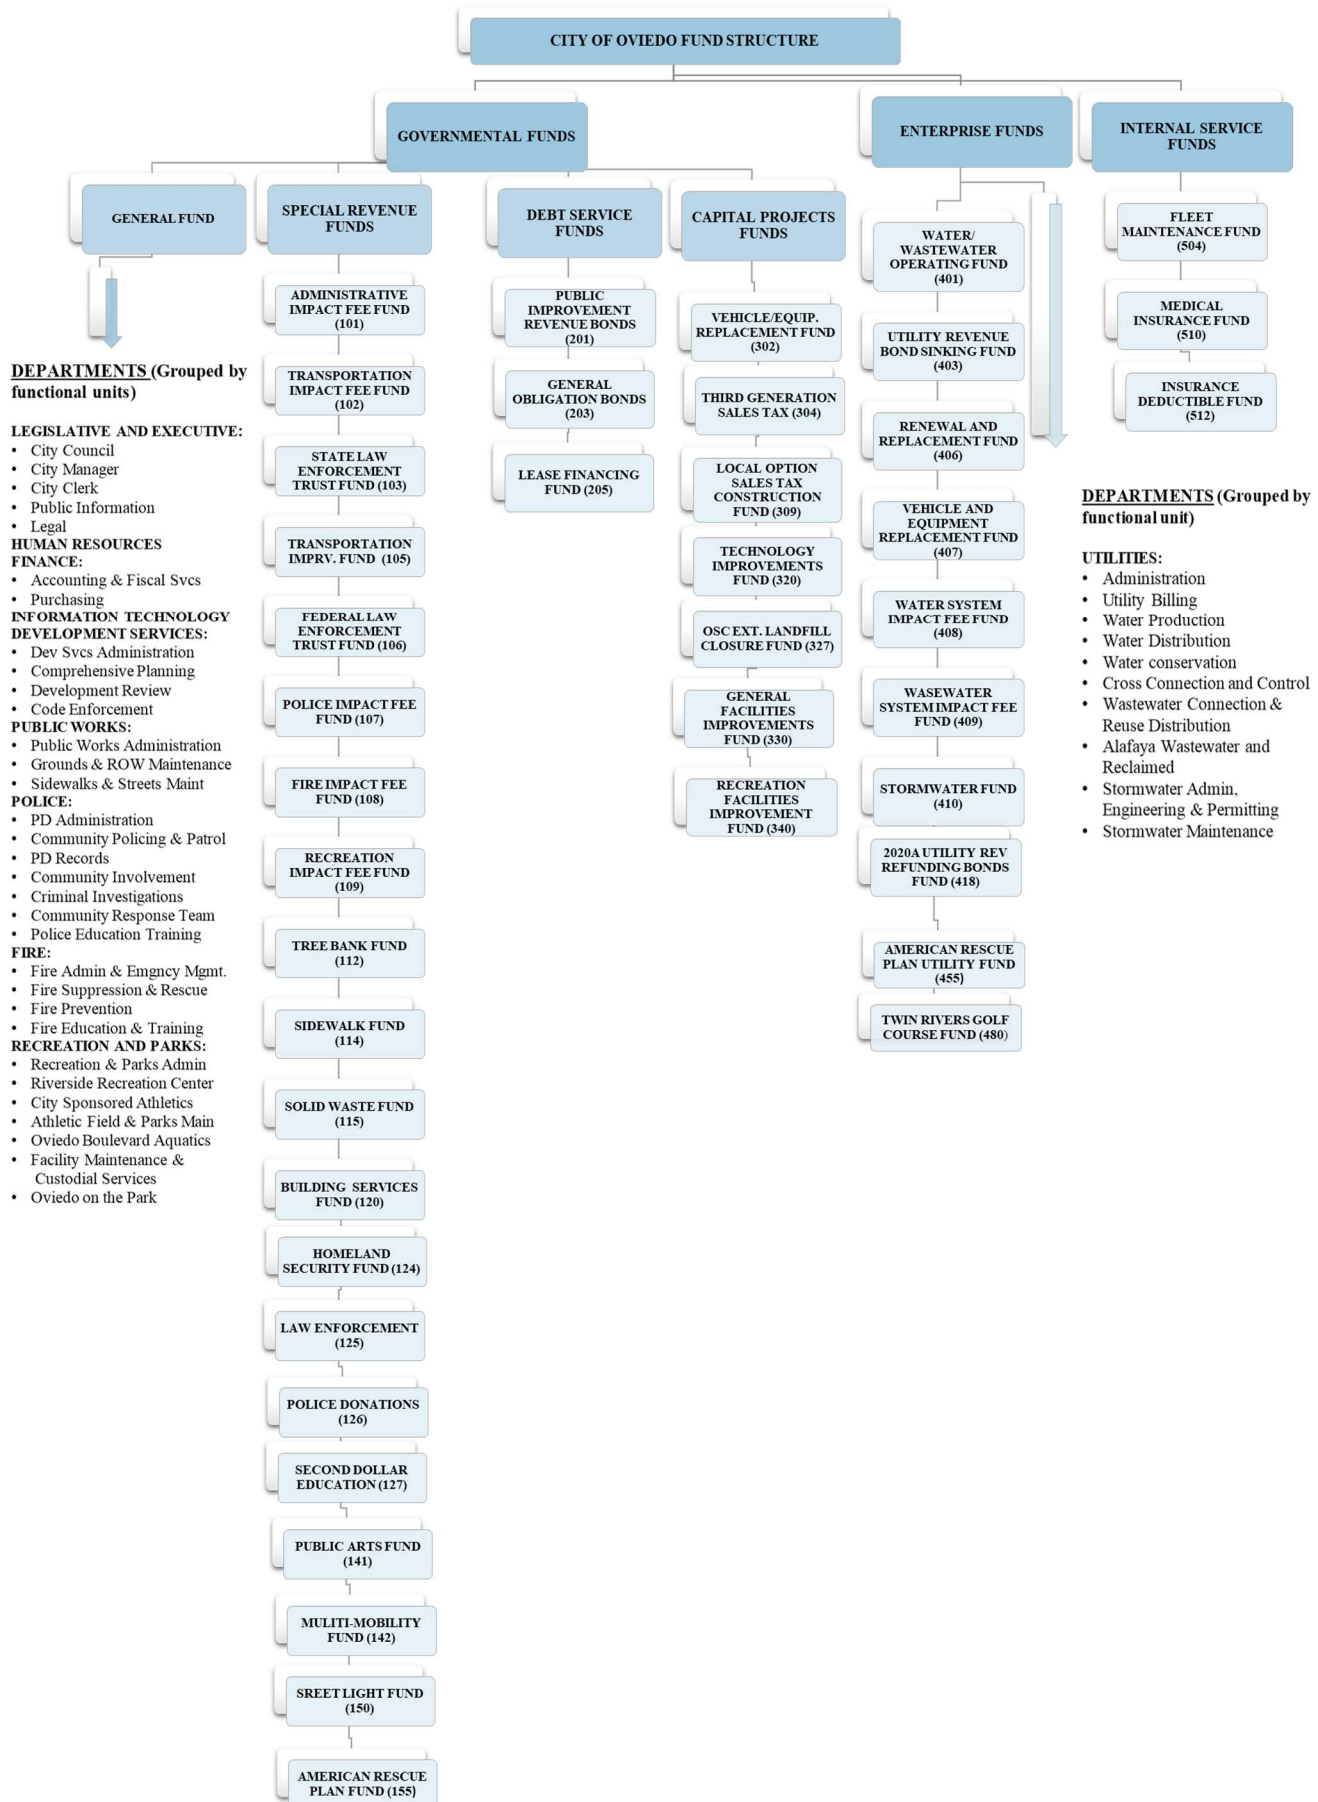 CITY OF OVIEDO FUND STRUCTURE
GOVERNMENTAL FUNDS
ENTERPRISE FUNDS
INTERNAL SERVICE
FUNDS
GENERAL FUND
SPECIAL REVENUE
FUNDS
DEBT SERVICE
FUNDS
CAPITAL PROJECTS
FUNDS
DEPARTMENTS (Grouped by
functional units)
LEGISLATIVE AND EXECUTIVE:
• City Council
• City Manager
• City Clerk
• Public Information
• Legal
HUMAN RESOURCES
FINANCE:
• Accounting & Fiscal Svcs
• Purchasing
INFORMATION TECHNOLOGY
DEVELOPMENT SERVICES:
• Dev Svcs Administration
• Comprehensive Planning
• Development Review
• Code Enforcement
PUBLIC WORKS:
• Public Works Administration
• Grounds & ROW Maintenance
• Sidewalks & Streets Maint
POLICE:
• PD Administration
• Community Policing & Patrol
• PD Records
• Community Involvement
• Criminal Investigations
• Community Response Team
• Police Education Training
FIRE:
• Fire Admin & Emgncy Mgmt.
• Fire Suppression & Rescue
• Fire Prevention
• Fire Education & Training
RECREATION AND PARKS:
• Recreation & Parks Admin
• Riverside Recreation Center
• City Sponsored Athletics
• Athletic Field & Parks Main
• Oviedo Boulevard Aquatics
• Facility Maintenance &
Custodial Services
• Oviedo on the Park
ADMINISTRATIVE
IMPACT FEE FUND
(101)
TRANSPORTATION
IMPACT FEE FUND
(102)
STATE LAW
ENFORCEMENT
TRUST FUND (103)
TRANSPORTATION
IMPRV. FUND (105)
FEDERAL LAW
ENFORCEMENT
TRUST FUND (106)
POLICE IMPACT FEE
FUND (107)
FIRE IMPACT FEE
FUND (108)
RECREATION
IMPACT FEE FUND
(109)
TREE BANK FUND
(112)
SIDEWALK FUND
(114)
SOLID WASTE FUND
(115)
BUILDING SERVICES
FUND (120)
HOMELAND
SECURITY FUND (124)
LAW ENFORCEMENT
(125)
POLICE DONATIONS
(126)
SECOND DOLLAR
EDUCATION (127)
PUBLIC ARTS FUND
(141)
MULITI-MOBILITY
FUND (142)
SREET LIGHT FUND
(150)
AMERICAN RESCUE
PLAN FUND (155)
PUBLIC
IMPROVEMENT
REVENUE BONDS
(201)
GENERAL
OBLIGATION BONDS
(203)
LEASE FINANCING
FUND (205)
VEHICLE/EQUIP.
REPLACEMENT FUND
(302)
THIRD GENERATION
SALES TAX (304)
LOCAL OPTION
SALES TAX
CONSTRUCTION
FUND (309)
TECHNOLOGY
IMPROVEMENTS
FUND (320)
OSC EXT. LANDFILL
CLOSURE FUND (327)
GENERAL
FACILITIES
IMPROVEMENTS
FUND (330)
RECREATION
FACILITIES
IMPROVEMENT
FUND (340)
WATER/
WASTEWATER
OPERATING FUND
(401)
UTILITY REVENUE
BOND SINKING FUND
(403)
RENEWAL AND
REPLACEMENT FUND
(406)
VEHICLE AND
EQUIPMENT
REPLACEMENT FUND
(407)
WATER SYSTEM
IMPACT FEE FUND
(408)
WASEWATER
SYSTEM IMPACT FEE
FUND (409)
STORMWATER FUND
(410)
2020A UTILITY REV
REFUNDING BONDS
FUND (418)
AMERICAN RESCUE
PLAN UTILITY FUND
(455)
TWIN RIVERS GOLF
COURSE FUND (480)
FLEET
MAINTENANCE FUND
(504)
MEDICAL
INSURANCE FUND
(510)
INSURANCE
DEDUCTIBLE FUND
(512)
DEPARTMENTS (Grouped by
functional unit)
UTILITIES:
• Administration
• Utility Billing
• Water Production
• Water Distribution
• Water conservation
• Cross Connection and Control
• Wastewater Connection &
Reuse Distribution
• Alafaya Wastewater and
Reclaimed
• Stormwater Admin,
Engineering & Permitting
• Stormwater Maintenance